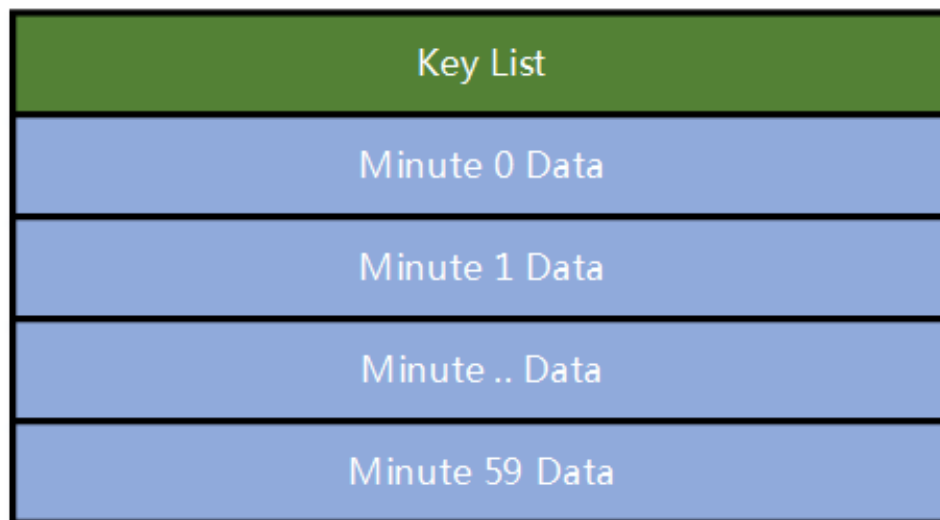 Key List
Minute 0 Data
Minute 1 Data
Minute .. Data
Minute 59 Data